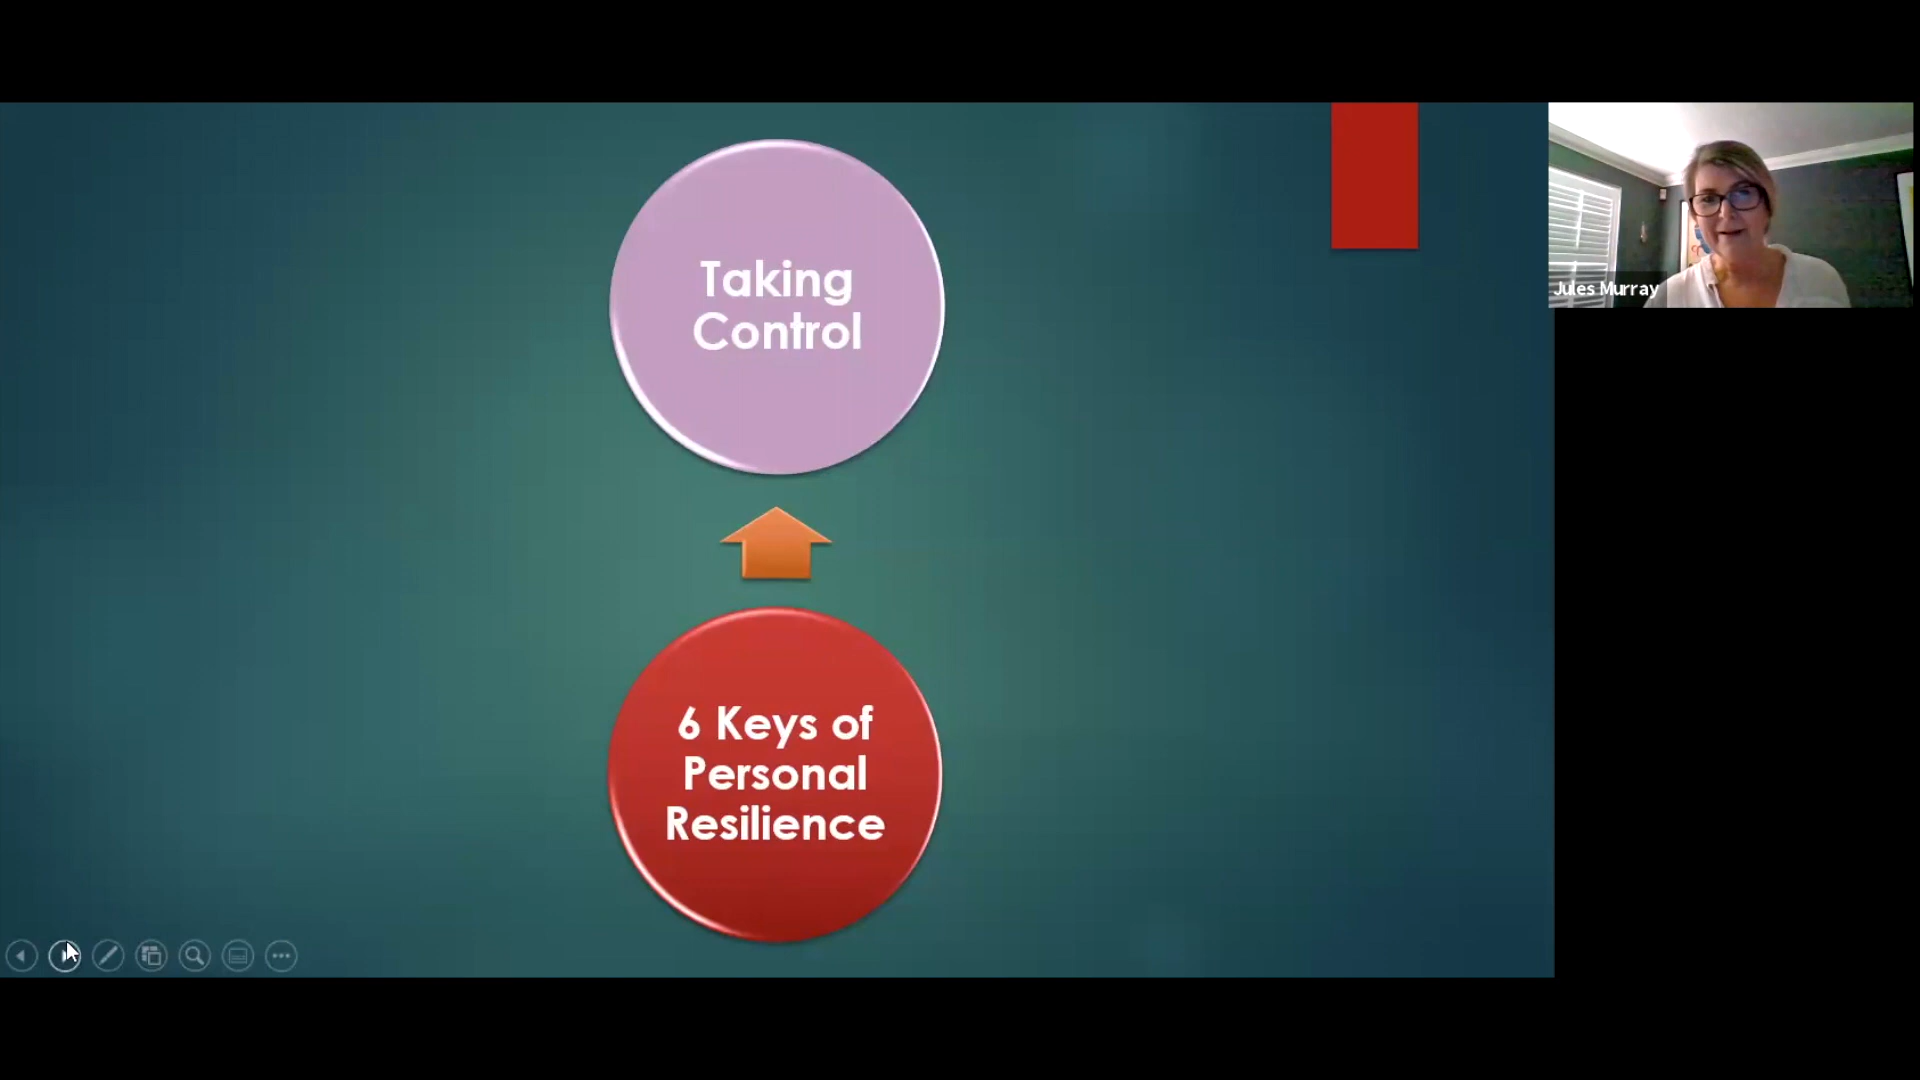 Taking
Control
6 Keys of
Personal
Resilience
Jules Murray